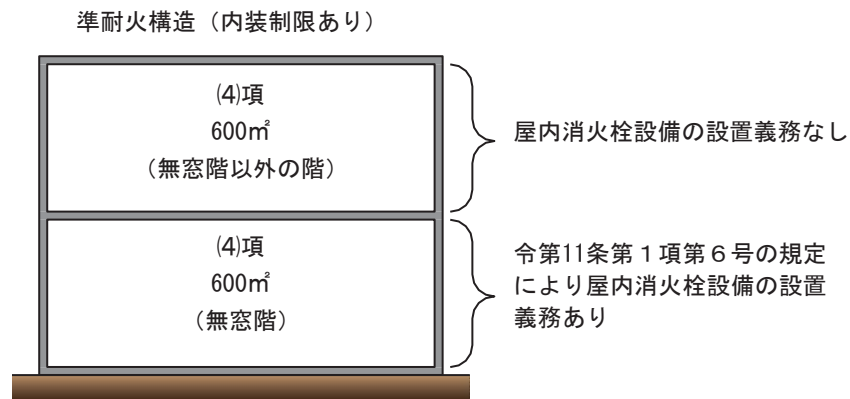 準耐火構造（内装制限あり）
⑷項
600㎡
（無窓階以外の階）
屋内消火栓設備の設置義務なし
⑷項
600㎡
（無窓階）
令第11条第１項第６号の規定
により屋内消火栓設備の設置
義務あり